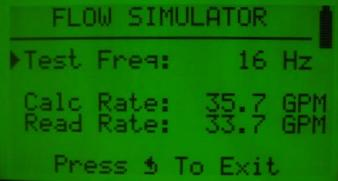 FLOW SIMULATOR
Test Freq: 16 Hz
Calc Rate: 35.7 GPM
Read Rate: 33.7 GPM
Press ↰ To Exit